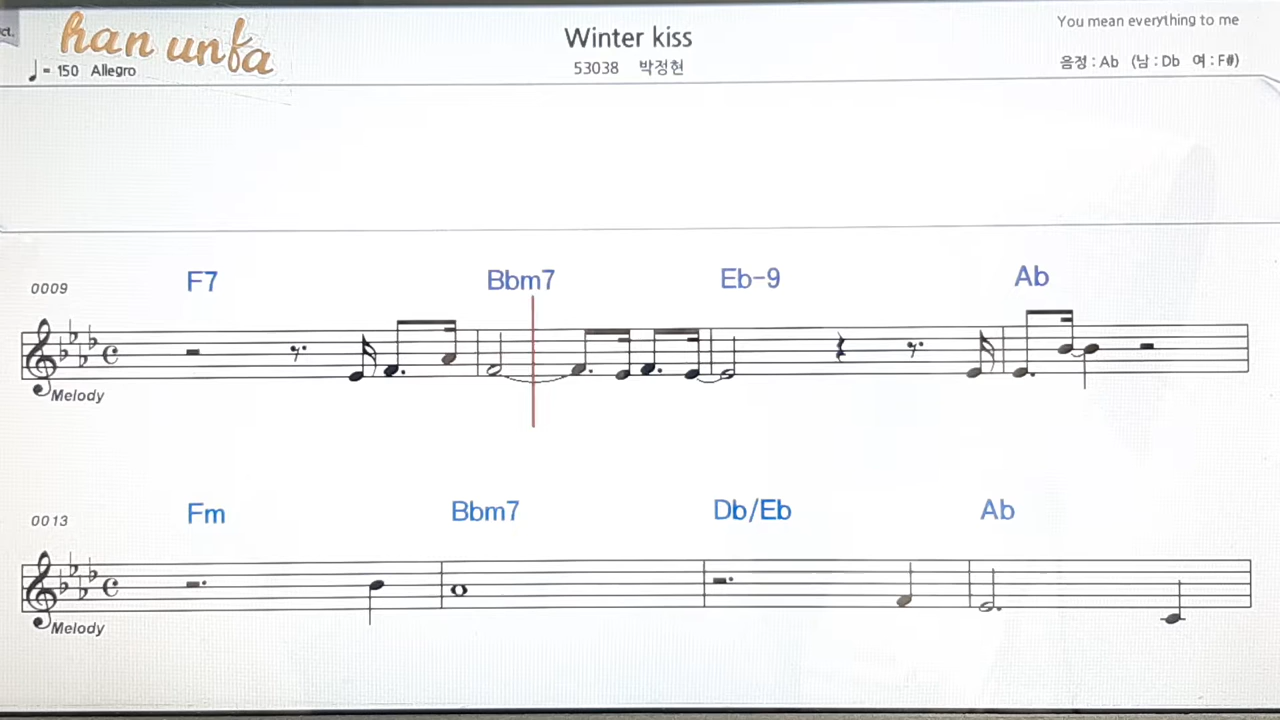 ct.
han unfa
Winter kiss
You mean everything to me
= 150 Allegro
53038 박정현
음정 : Ab (남 : Db 여 : F#)
0009
F7 Bbm7 Eb-9 Ab
Melody
0013
Fm Bbm7 Db/Eb Ab
Melody